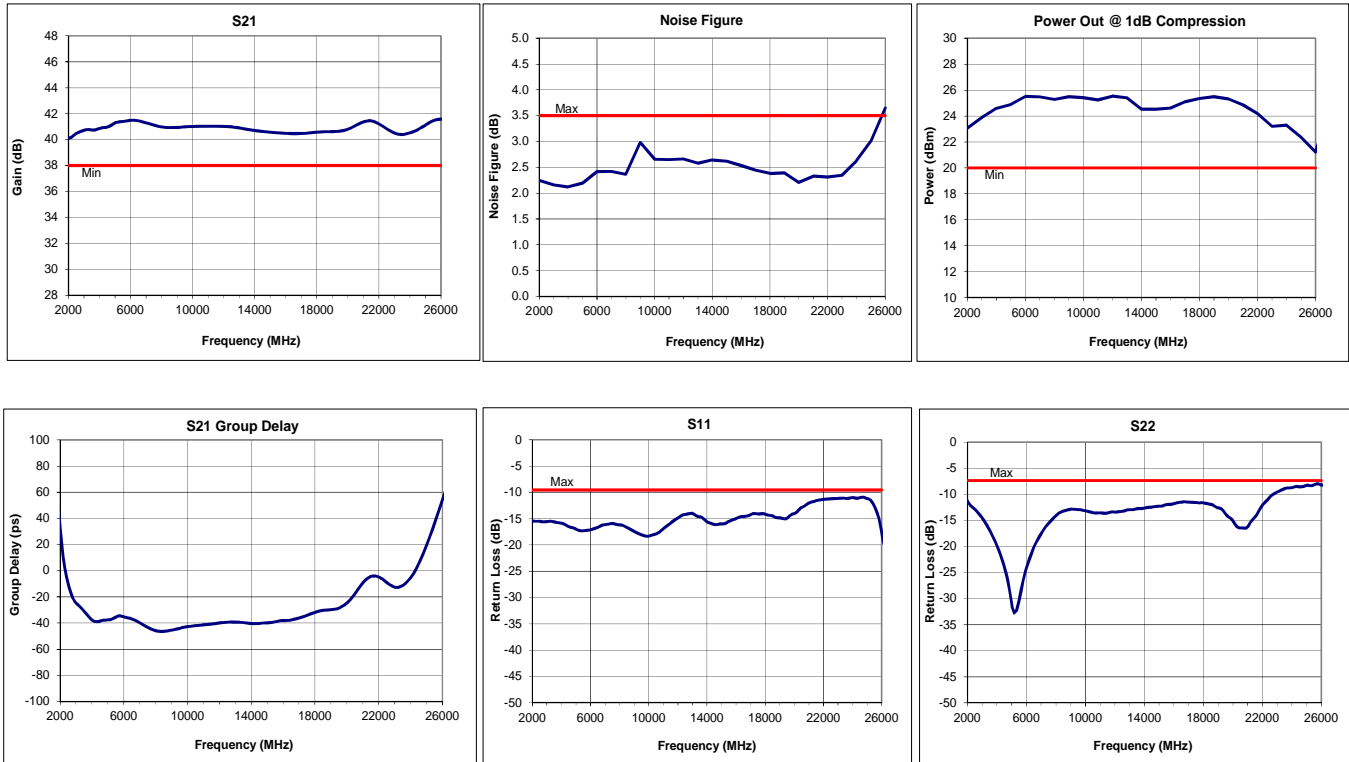 S21
Gain (dB)
48
46
44
42
40
38
36
34
32
30
28
Min
2000 6000 10000 14000 18000 22000 26000
Frequency (MHz)
Noise Figure
Noise Figure (dB)
5.0
4.5
4.0
3.5
3.0
2.5
2.0
1.5
1.0
0.5
0.0
Max
2000 6000 10000 14000 18000 22000 26000
Frequency (MHz)
Power Out @ 1dB Compression
Power (dBm)
30
28
26
24
22
20
18
16
14
12
10
Min
2000 6000 10000 14000 18000 22000 26000
Frequency (MHz)
S21 Group Delay
Group Delay (ps)
100
80
60
40
20
0
-20
-40
-60
-80
-100
2000 6000 10000 14000 18000 22000 26000
Frequency (MHz)
S11
Return Loss (dB)
0
-5
-10
-15
-20
-25
-30
-35
-40
-45
-50
Max
2000 6000 10000 14000 18000 22000 26000
Frequency (MHz)
S22
Return Loss (dB)
0
-5
-10
-15
-20
-25
-30
-35
-40
-45
-50
Max
2000 6000 10000 14000 18000 22000 26000
Frequency (MHz)